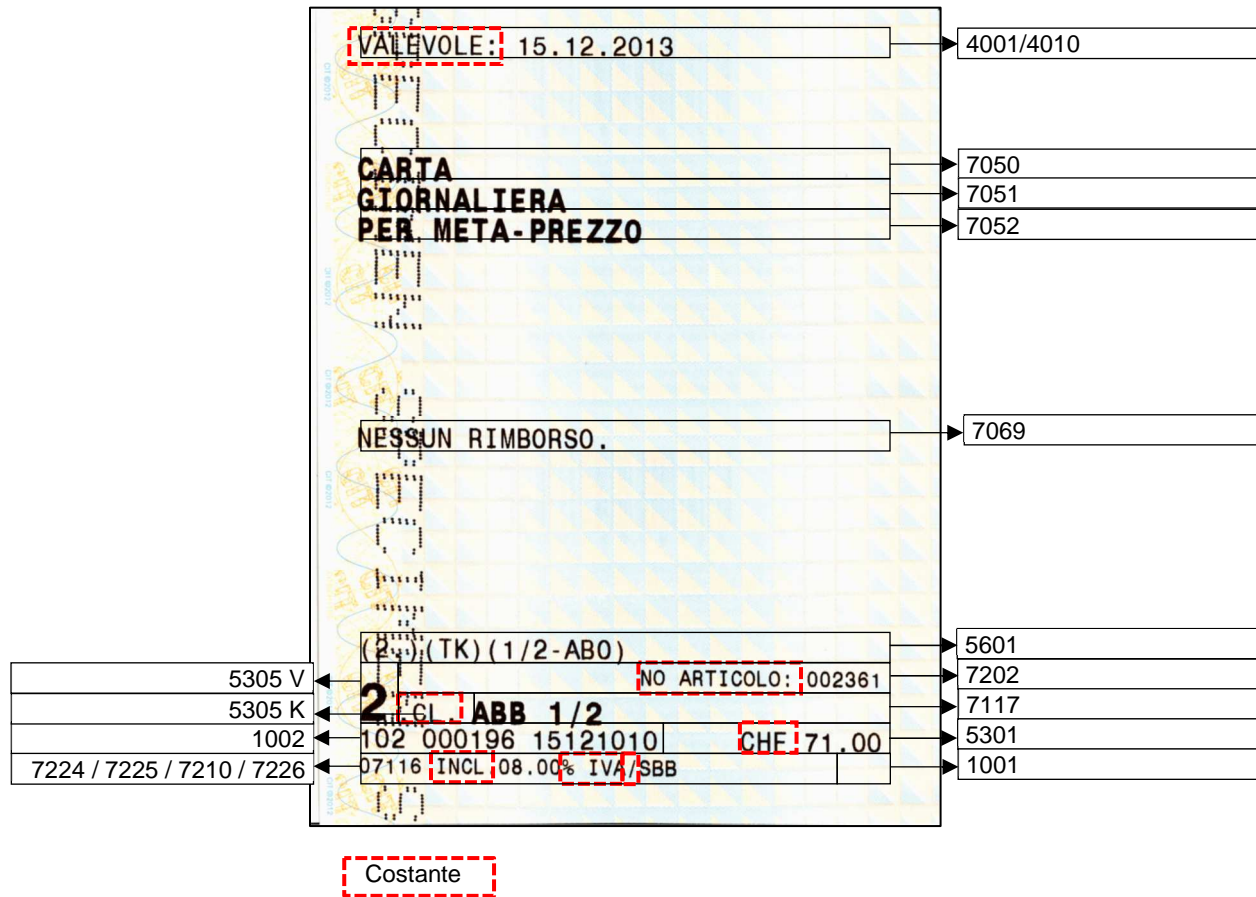 VALEVOLE: 15.12.2013
4001/4010
CARTA
7050
GIORNALIERA
7051
PER META-PREZZO
7052
NESSUN RIMBORSO.
7069
(2.)(TK)(1/2-ABO)
5601
5305 V
NO ARTICOLO: 002361
7202
5305 K
2 CL. ABB 1/2
7117
1002
102 000196 15121010
CHF 71.00
5301
7224 / 7225 / 7210 / 7226
07116 INCL 08.00% IVA/SBB
1001
Costante